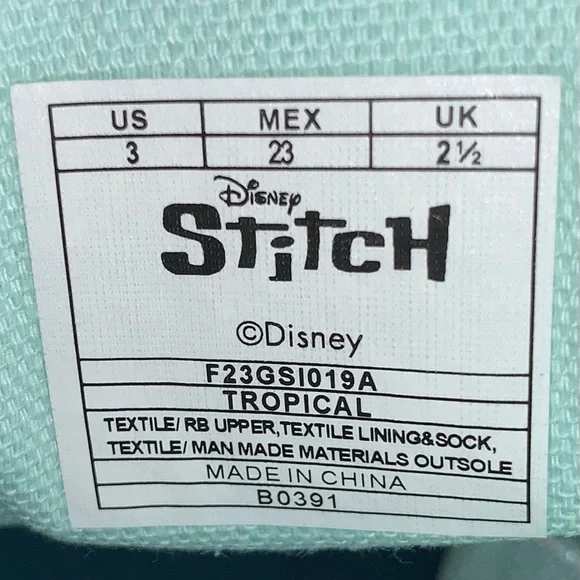 US MEX UK
3 23 2½
DISNEY
STITCH
©Disney
F23GSI019A
TROPICAL
TEXTILE/ RB UPPER,TEXTILE LINING&SOCK,
TEXTILE/ MAN MADE MATERIALS OUTSOLE
MADE IN CHINA
B0391